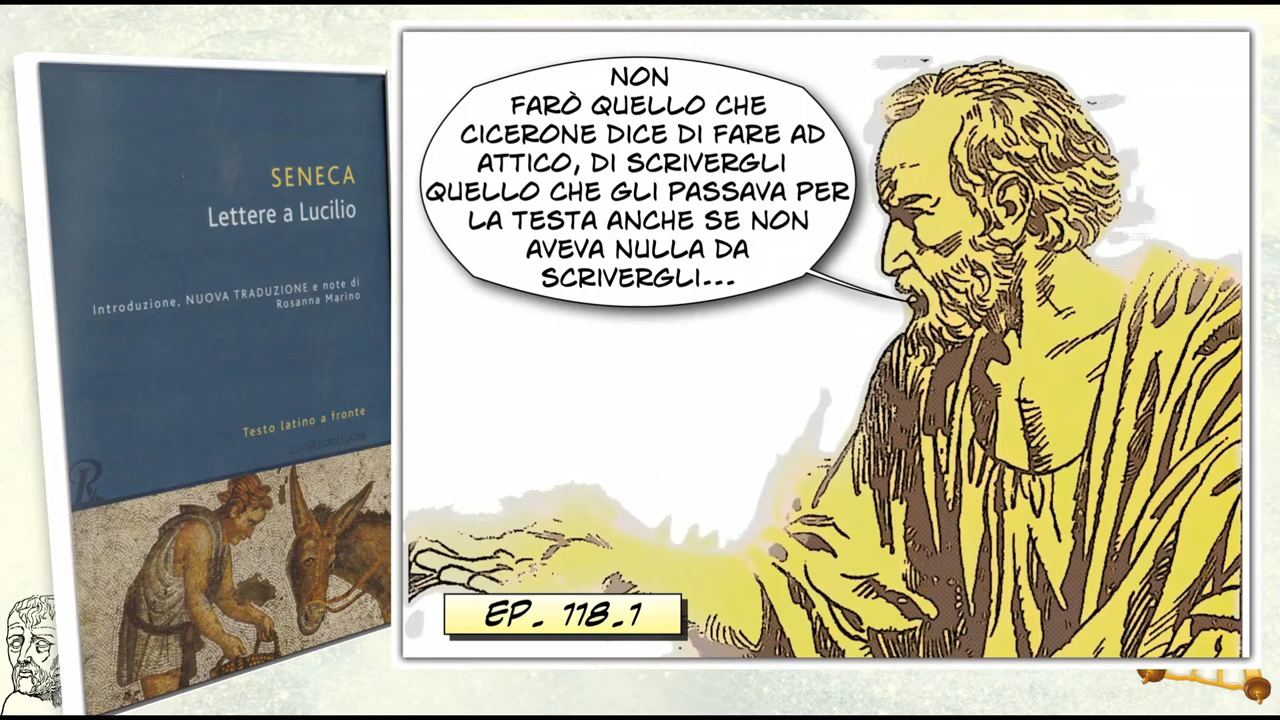 SENECA
Lettere a Lucilio
Introduzione, NUOVA TRADUZIONE e note di
Rosanna Marino
Testo latino a fronte
NON
FARÒ QUELLO CHE
CICERONE DICE DI FARE AD
ATTICO, DI SCRIVERGLI
QUELLO CHE GLI PASSAVA PER
LA TESTA ANCHE SE NON
AVEVA NULLA DA
SCRIVERGLI...
EP. 118.1